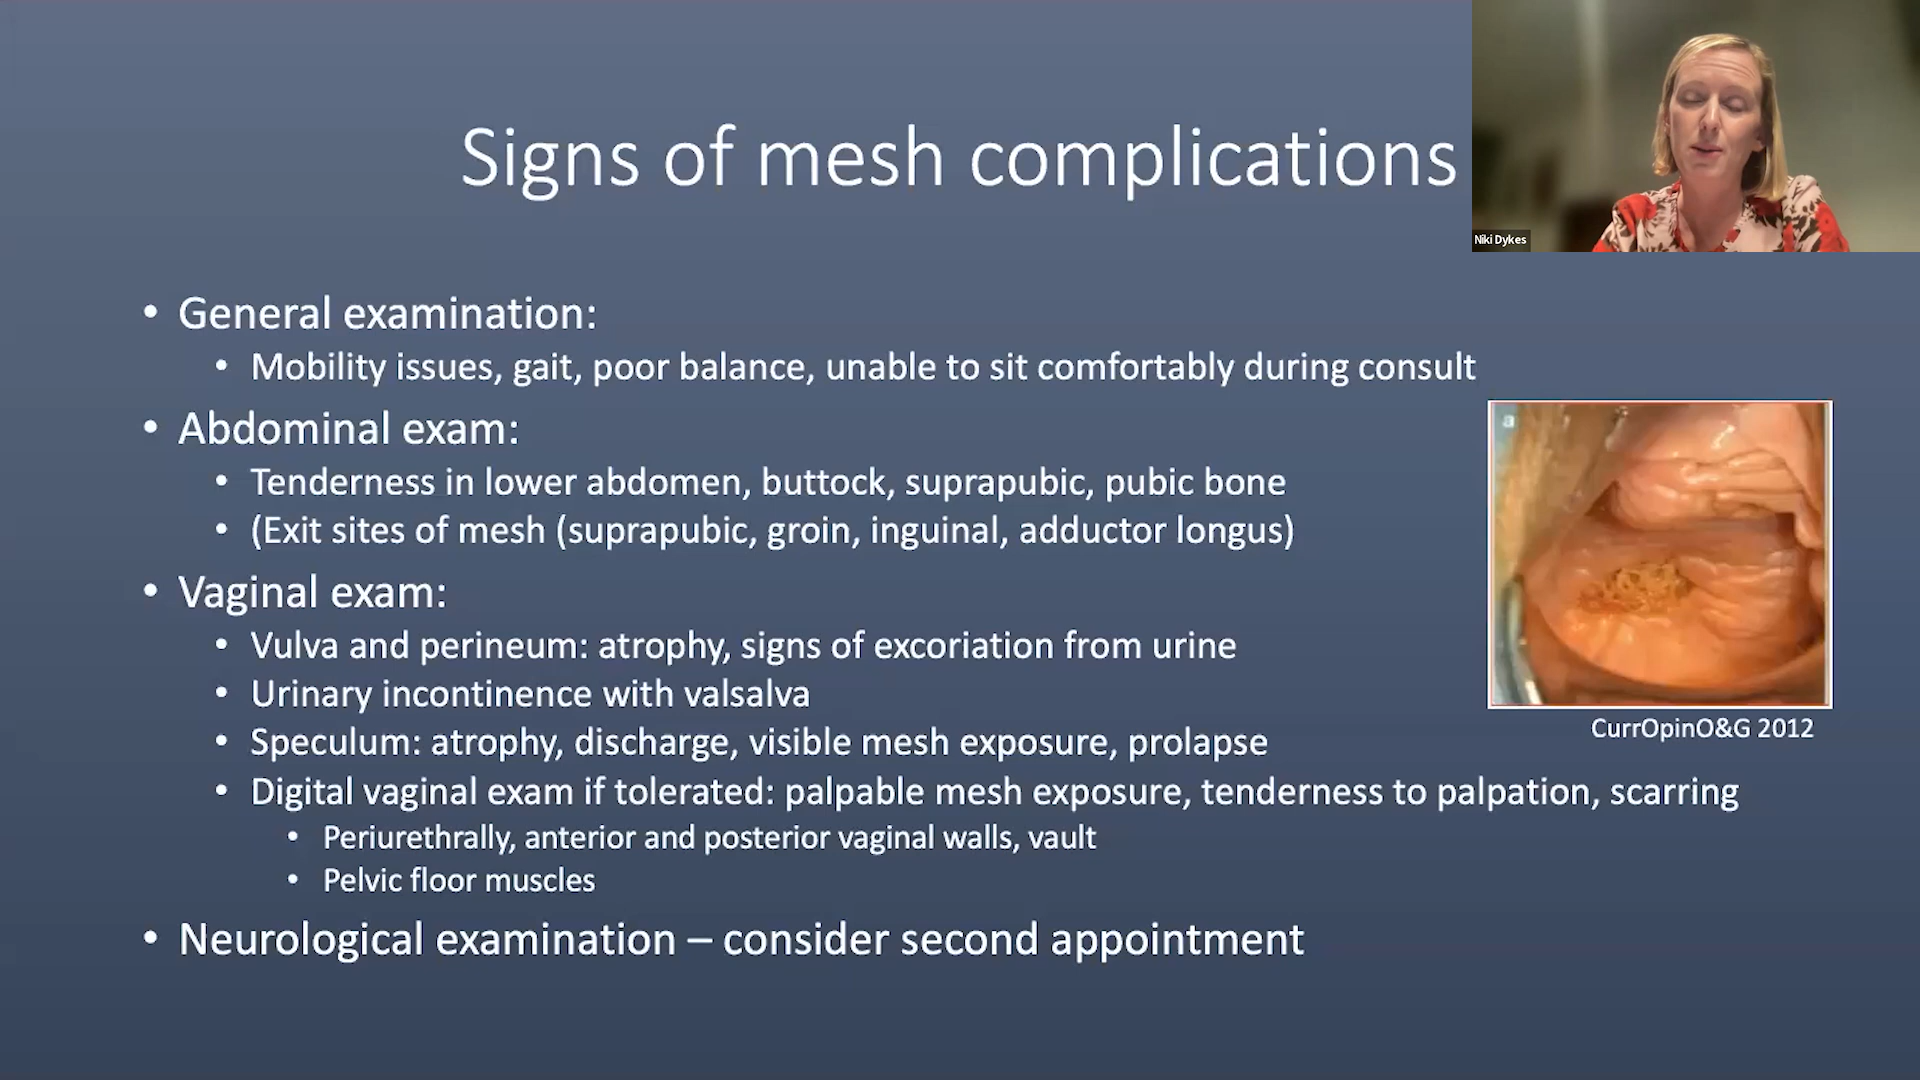 Signs of mesh complications
Niki Dykes
• General examination:
• Mobility issues, gait, poor balance, unable to sit comfortably during consult
• Abdominal exam:
• Tenderness in lower abdomen, buttock, suprapubic, pubic bone
• (Exit sites of mesh (suprapubic, groin, inguinal, adductor longus)
• Vaginal exam:
• Vulva and perineum: atrophy, signs of excoriation from urine
• Urinary incontinence with valsalva
• Speculum: atrophy, discharge, visible mesh exposure, prolapse
• Digital vaginal exam if tolerated: palpable mesh exposure, tenderness to palpation, scarring
• Periurethrally, anterior and posterior vaginal walls, vault
• Pelvic floor muscles
• Neurological examination – consider second appointment
a
CurrOpinO&G 2012